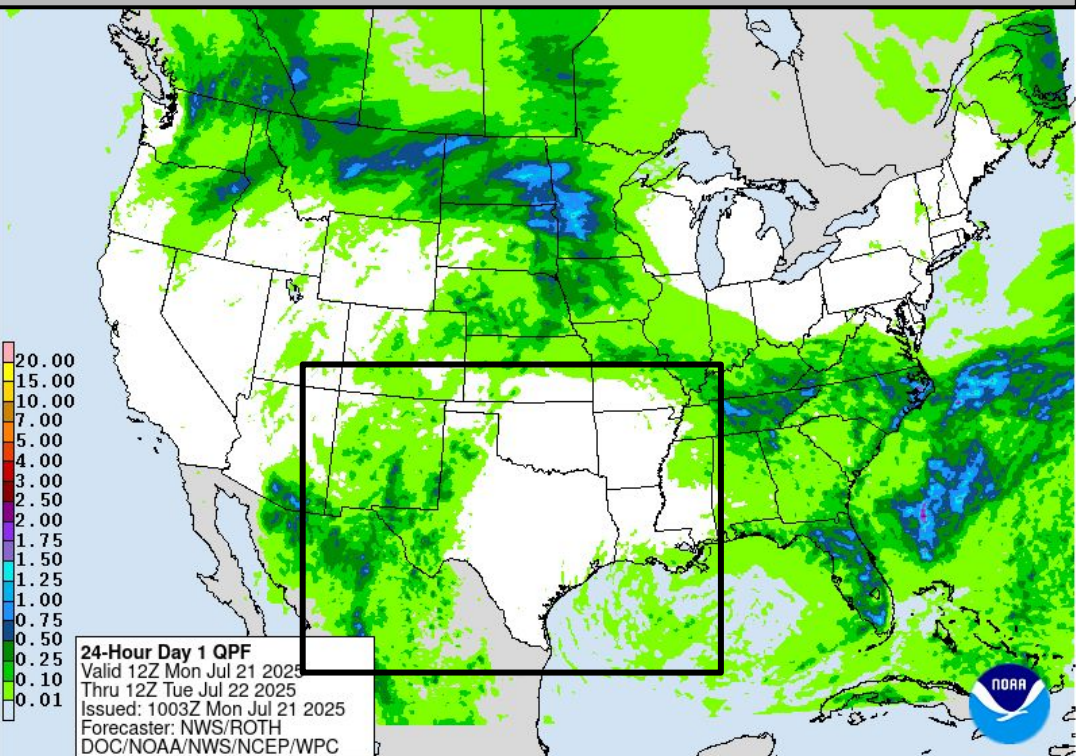 20.00
15.00
10.00
7.00
5.00
4.00
3.00
2.50
2.00
1.75
1.50
1.25
1.00
0.75
0.50
0.25
0.10
0.01
24-Hour Day 1 QPF
Valid 12Z Mon Jul 21 2025
Thru 12Z Tue Jul 22 2025
Issued: 1003Z Mon Jul 21 2025
Forecaster: NWS/ROTH
DOC/NOAA/NWS/NCEP/WPC
NOAA